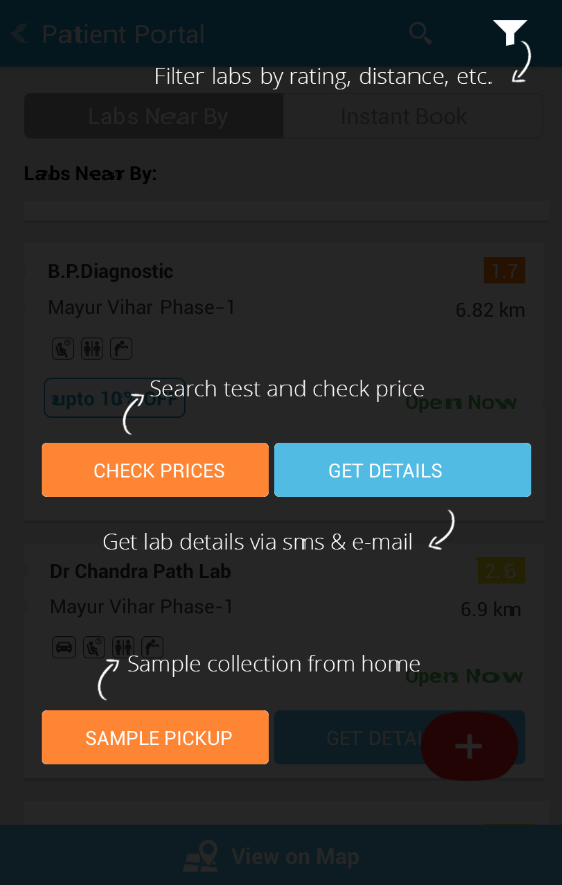 Patient Portal
Filter labs by rating, distance, etc.
Labs Near By
Instant Book
Labs Near By:
B.P.Diagnostic
1.7
Mayur Vihar Phase-1
6.82 km
Search test and check price
upto 10% OFF
Open Now
CHECK PRICES
GET DETAILS
Get lab details via sms & e-mail
Dr Chandra Path Lab
2.6
Mayur Vihar Phase-1
6.9 km
Sample collection from home
Open Now
SAMPLE PICKUP
GET DETAI
View on Map